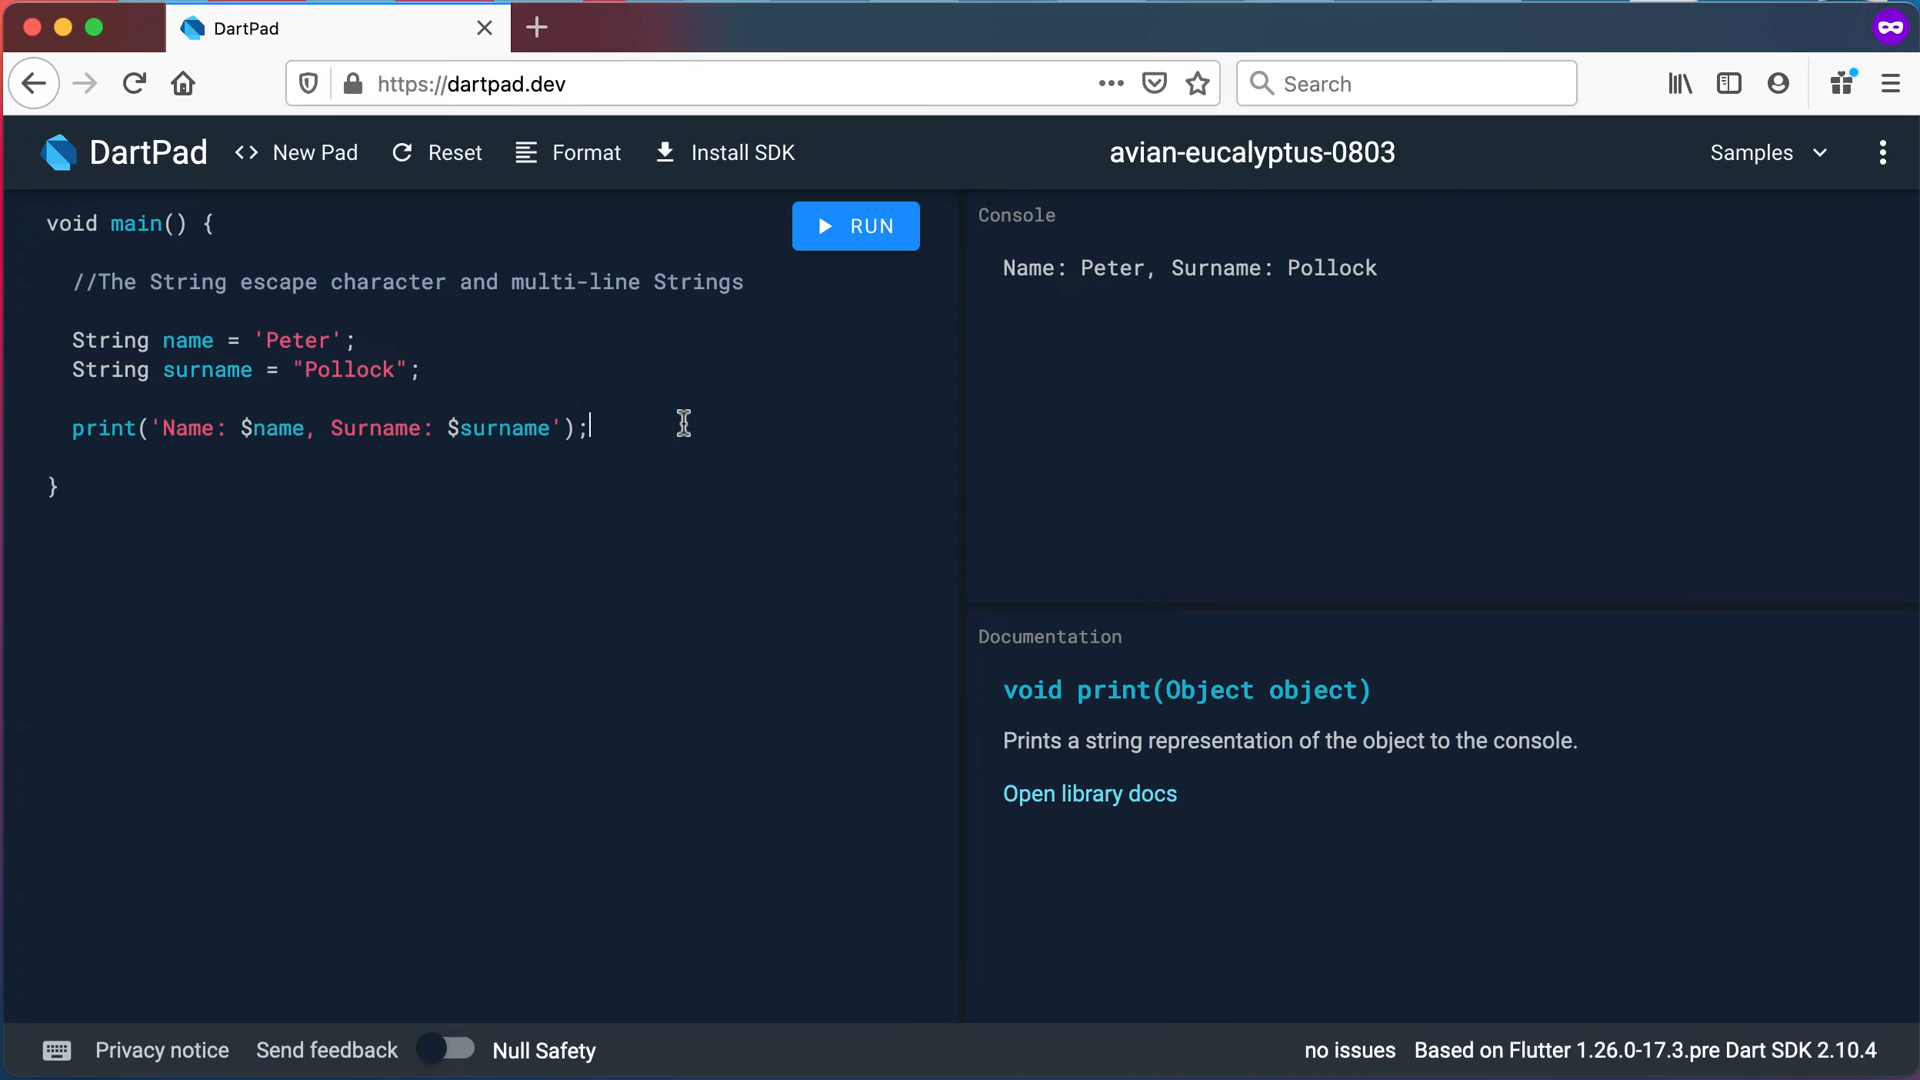 DartPad
https://dartpad.dev
Search
DartPad
New Pad
Reset
Format
Install SDK
avian-eucalyptus-0803
Samples
void main() {
//The String escape character and multi-line Strings
String name = 'Peter';
String surname = "Pollock";
print('Name: $name, Surname: $surname');
}
RUN
Console
Name: Peter, Surname: Pollock
Documentation
void print(Object object)
Prints a string representation of the object to the console.
Open library docs
Privacy notice
Send feedback
Null Safety
no issues
Based on Flutter 1.26.0-17.3.pre Dart SDK 2.10.4